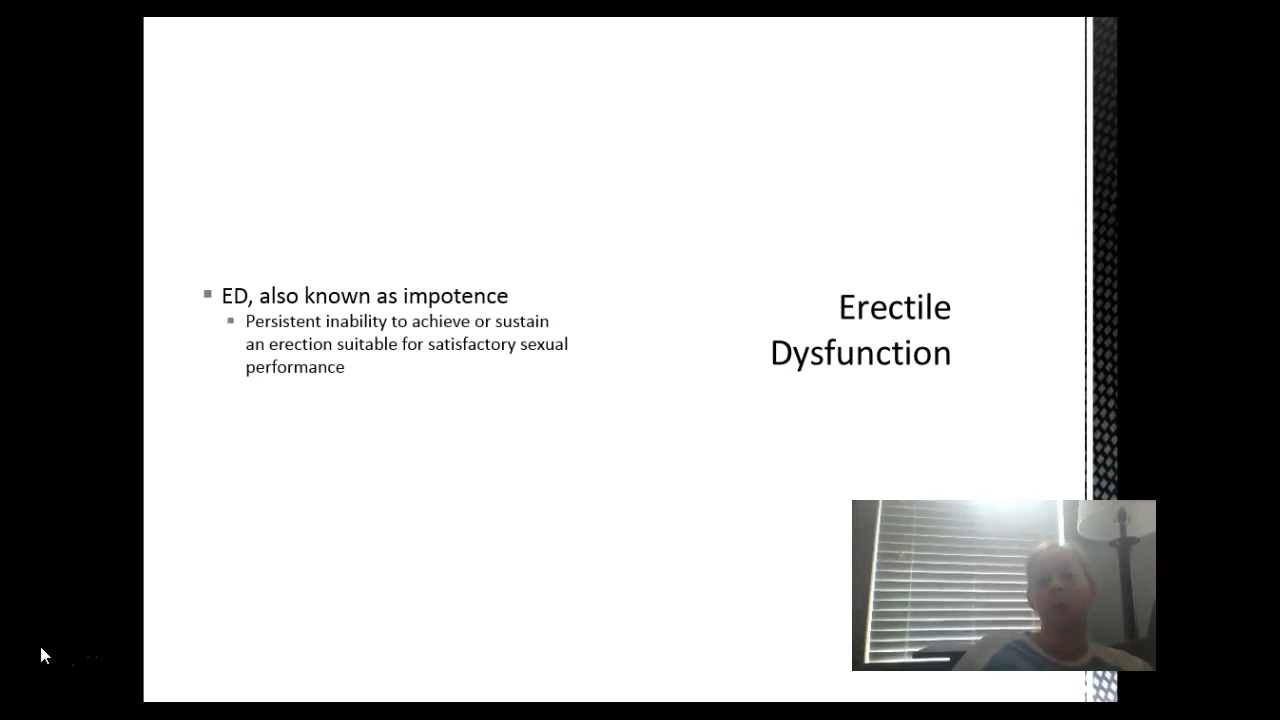 ED, also known as impotence
Persistent inability to achieve or sustain
an erection suitable for satisfactory sexual
performance
Erectile
Dysfunction